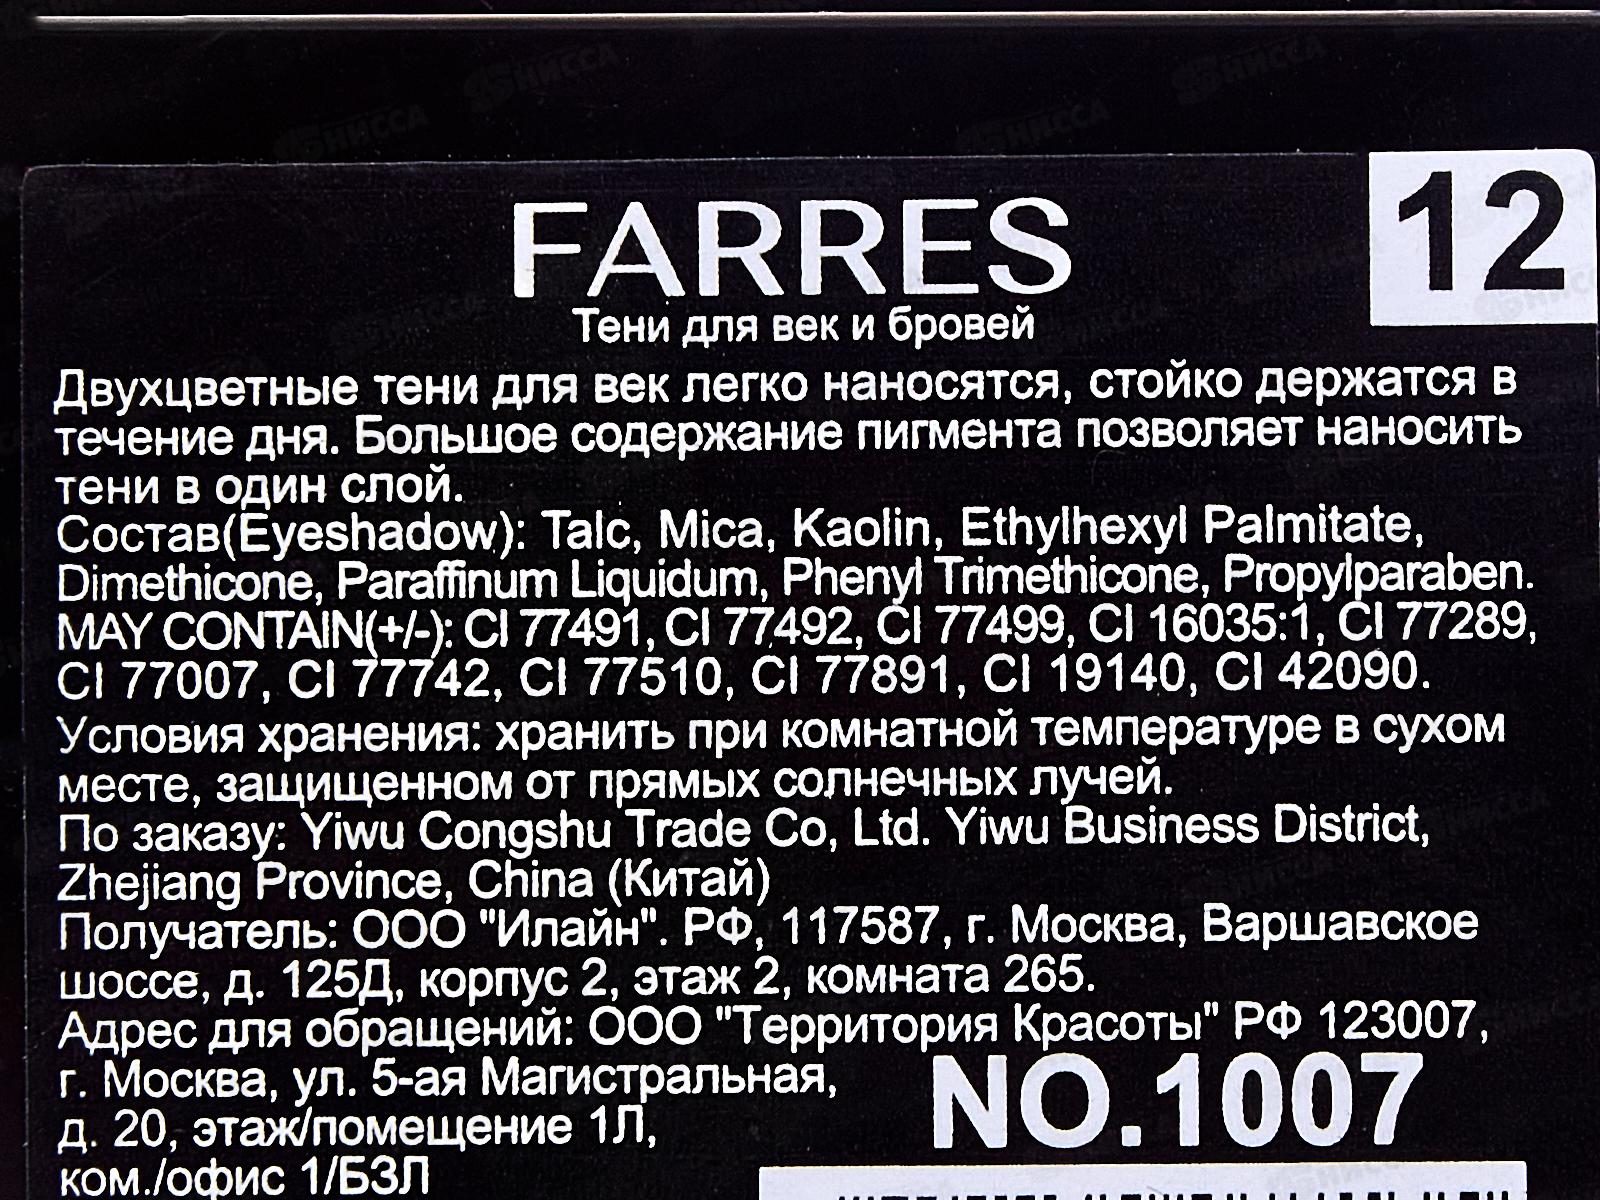 FARRES
12
Тени для век и бровей
Двухцветные тени для век легко наносятся, стойко держатся в
течение дня. Большое содержание пигмента позволяет наносить
тени в один слой.
Состав(Eyeshadow): Talc, Mica, Kaolin, Ethylhexyl Palmitate,
Dimethicone, Paraffinum Liquidum, Phenyl Trimethicone, Propylparaben.
MAY CONTAIN(+/-): CI 77491, CI 77492, CI 77499, CI 16035:1, CI 77289,
CI 77007, CI 77742, CI 77510, CI 77891, CI 19140, CI 42090.
Условия хранения: хранить при комнатной температуре в сухом
месте, защищенном от прямых солнечных лучей.
По заказу: Yiwu Congshu Trade Co, Ltd. Yiwu Business District,
Zhejiang Province, China (Китай)
Получатель: ООО "Илайн". РФ, 117587, г. Москва, Варшавское
шоссе, д. 125Д, корпус 2, этаж 2, комната 265.
Адрес для обращений: ООО "Территория Красоты" РФ 123007,
г. Москва, ул. 5-ая Магистральная,
д. 20, этаж/помещение 1Л,
ком./офис 1/БЗЛ
NO.1007